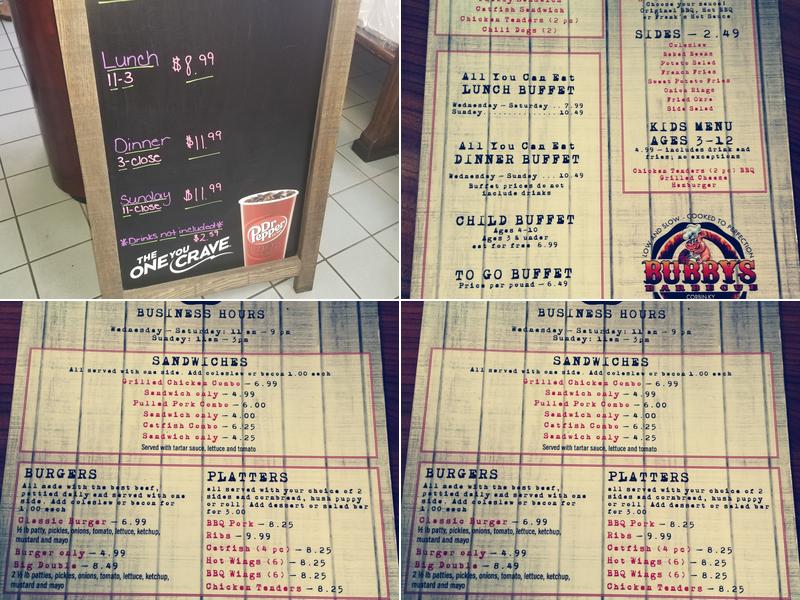 Lunch $8.99
11-3
Dinner $11.99
3-close
Sunday $11.99
11-close
*Drinks not included*
$2.59
THE ONE YOU CRAVE
Dr Pepper
Catfish Sandwich
Chicken Tenders (2 pc)
Chili Dogs (2)
All You Can Eat
LUNCH BUFFET
Wednesday - Saturday .. 7.99
Sunday................ 10.49
All You Can Eat
DINNER BUFFET
Wednesday - Sunday ... 10.49
Buffet prices do not
include drinks
CHILD BUFFET
Ages 4-10
Ages 3 & under
eat for free 6.99
TO GO BUFFET
Price per pound - 6.49
Choose your sauce!
Original BBQ, Hot BBQ
or Frank's Hot Sauce
SIDES - 2.49
Coleslaw
Baked Beans
Potato Salad
French Fries
Sweet Potato Fries
Onion Rings
Fried Okra
Side Salad
KIDS MENU
AGES 3-12
4.99 - includes drink and
fries; no exceptions
Chicken Tenders (2 pc) BBQ
Grilled Cheese
Hamburger
LOW AND SLOW - COOKED TO PERFECTION
BUBBYS
BARBECUE
CORBIN, KY
BUSINESS HOURS
Wednesday - Saturday: 11am - 9pm
Sunday: 11am - 3pm
SANDWICHES
All served with one side. Add coleslaw or bacon 1.00 each
Grilled Chicken Combo - 6.99
Sandwich only - 4.99
Pulled Pork Combo - 6.00
Sandwich only - 4.00
Catfish Combo - 6.25
Sandwich only - 4.25
Served with tartar sauce, lettuce and tomato
BURGERS
All made with the best beef,
pattied daily and served with one
side. Add coleslaw or bacon for
1.00 each
Classic Burger - 6.99
½ lb patty, pickles, onions, tomato, lettuce, ketchup,
mustard and mayo
Burger only - 4.99
Big Double - 8.49
2 ½ lb patties, pickles, onions, tomato, lettuce, ketchup,
mustard and mayo
PLATTERS
all served with your choice of 2
sides and cornbread, hush puppy
or roll. Add dessert or salad bar
for 3.00
BBQ Pork - 8.25
Ribs - 9.99
Catfish (4 pc) - 8.25
Hot Wings (6) - 8.25
BBQ Wings (6) - 8.25
Chicken Tenders - 8.25
BUSINESS HOURS
Wednesday - Saturday: 11am - 9pm
Sunday: 11am - 3pm
SANDWICHES
All served with one side. Add coleslaw or bacon 1.00 each
Grilled Chicken Combo - 6.99
Sandwich only - 4.99
Pulled Pork Combo - 6.00
Sandwich only - 4.00
Catfish Combo - 6.25
Sandwich only - 4.25
Served with tartar sauce, lettuce and tomato
BURGERS
All made with the best beef,
pattied daily and served with one
side. Add coleslaw or bacon for
1.00 each
Classic Burger - 6.99
½ lb patty, pickles, onions, tomato, lettuce, ketchup,
mustard and mayo
Burger only - 4.99
Big Double - 8.49
2 ½ lb patties, pickles, onions, tomato, lettuce, ketchup,
mustard and mayo
PLATTERS
all served with your choice of 2
sides and cornbread, hush puppy
or roll. Add dessert or salad bar
for 3.00
BBQ Pork - 8.25
Ribs - 9.99
Catfish (4 pc) - 8.25
Hot Wings (6) - 8.25
BBQ Wings (6) - 8.25
Chicken Tenders - 8.25